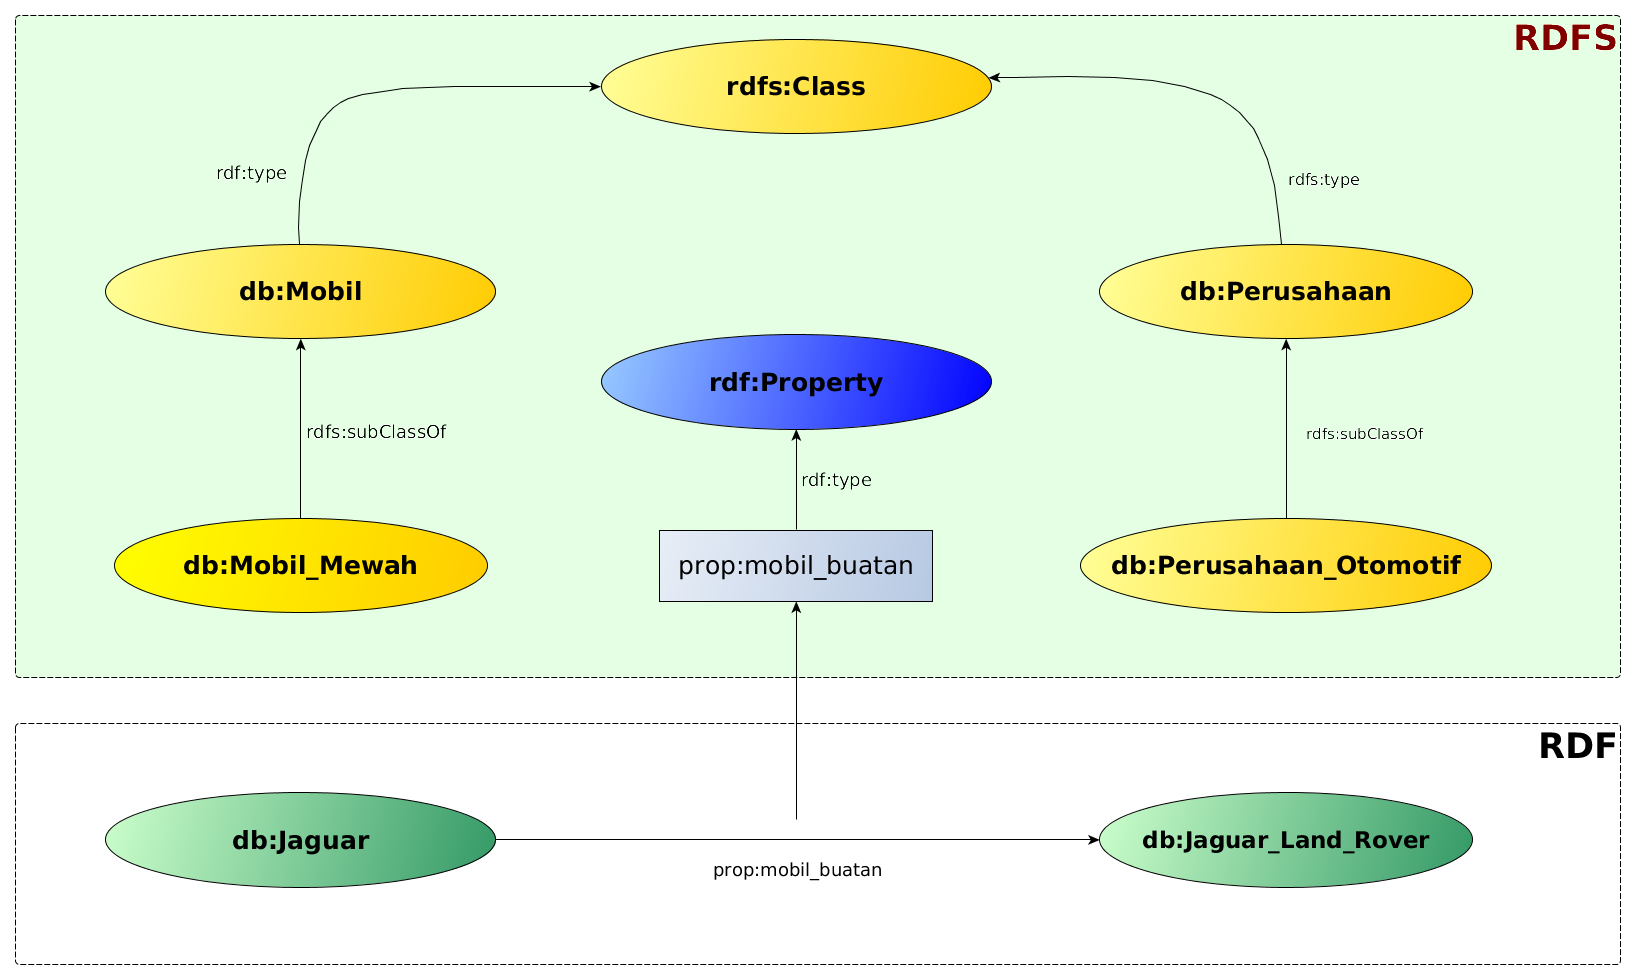 RDFS
rdfs:Class
rdf:type
rdfs:type
db:Mobil
db:Perusahaan
rdf:Property
rdfs:subClassOf
rdfs:subClassOf
rdf:type
db:Mobil_Mewah
prop:mobil_buatan
db:Perusahaan_Otomotif
RDF
db:Jaguar
db:Jaguar_Land_Rover
prop:mobil_buatan